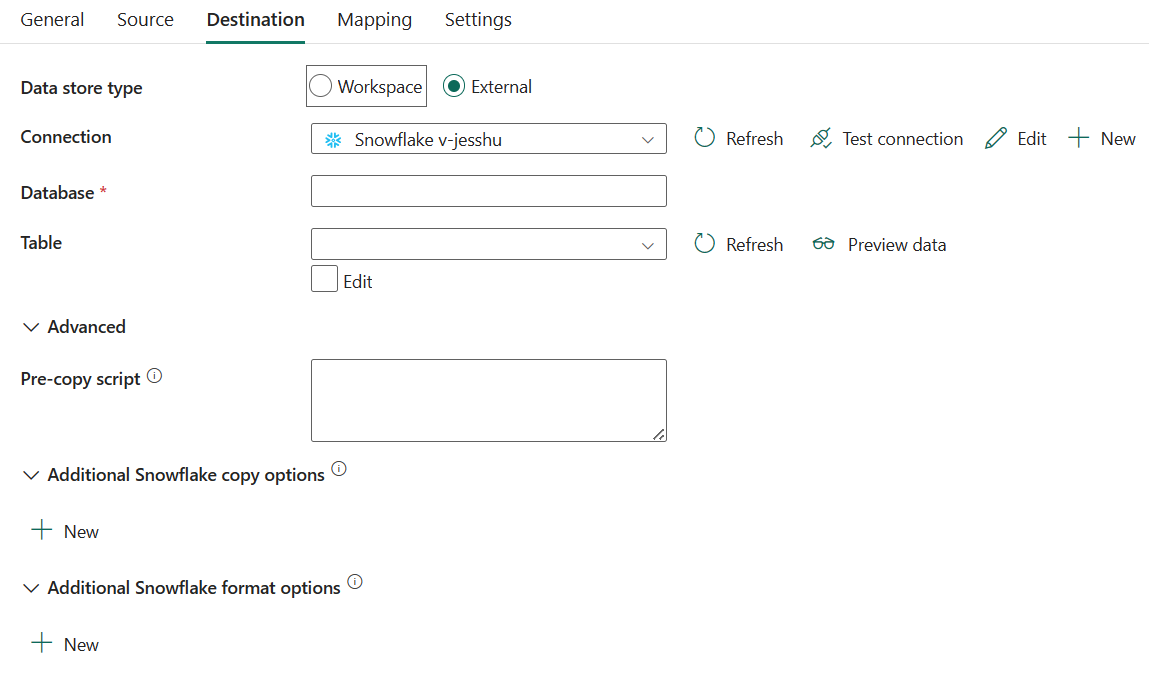 General Source Destination Mapping Settings
Data store type Workspace External
Connection Snowflake v-jesshu Refresh Test connection Edit New
Database *
Table Refresh Preview data
Edit
Advanced
Pre-copy script
Additional Snowflake copy options
New
Additional Snowflake format options
New